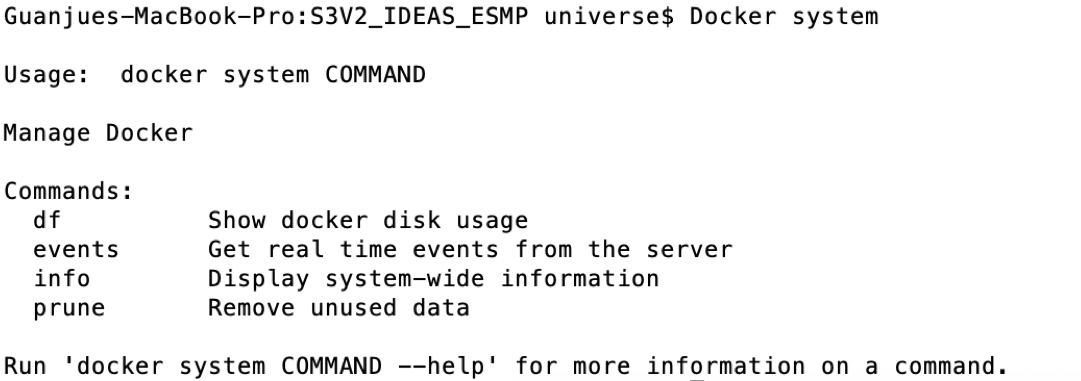 Guanjues-MacBook-Pro:S3V2_IDEAS_ESMP universe$ Docker system
Usage:  docker system COMMAND
Manage Docker
Commands:
  df          Show docker disk usage
  events      Get real time events from the server
  info        Display system-wide information
  prune       Remove unused data
Run 'docker system COMMAND --help' for more information on a command.